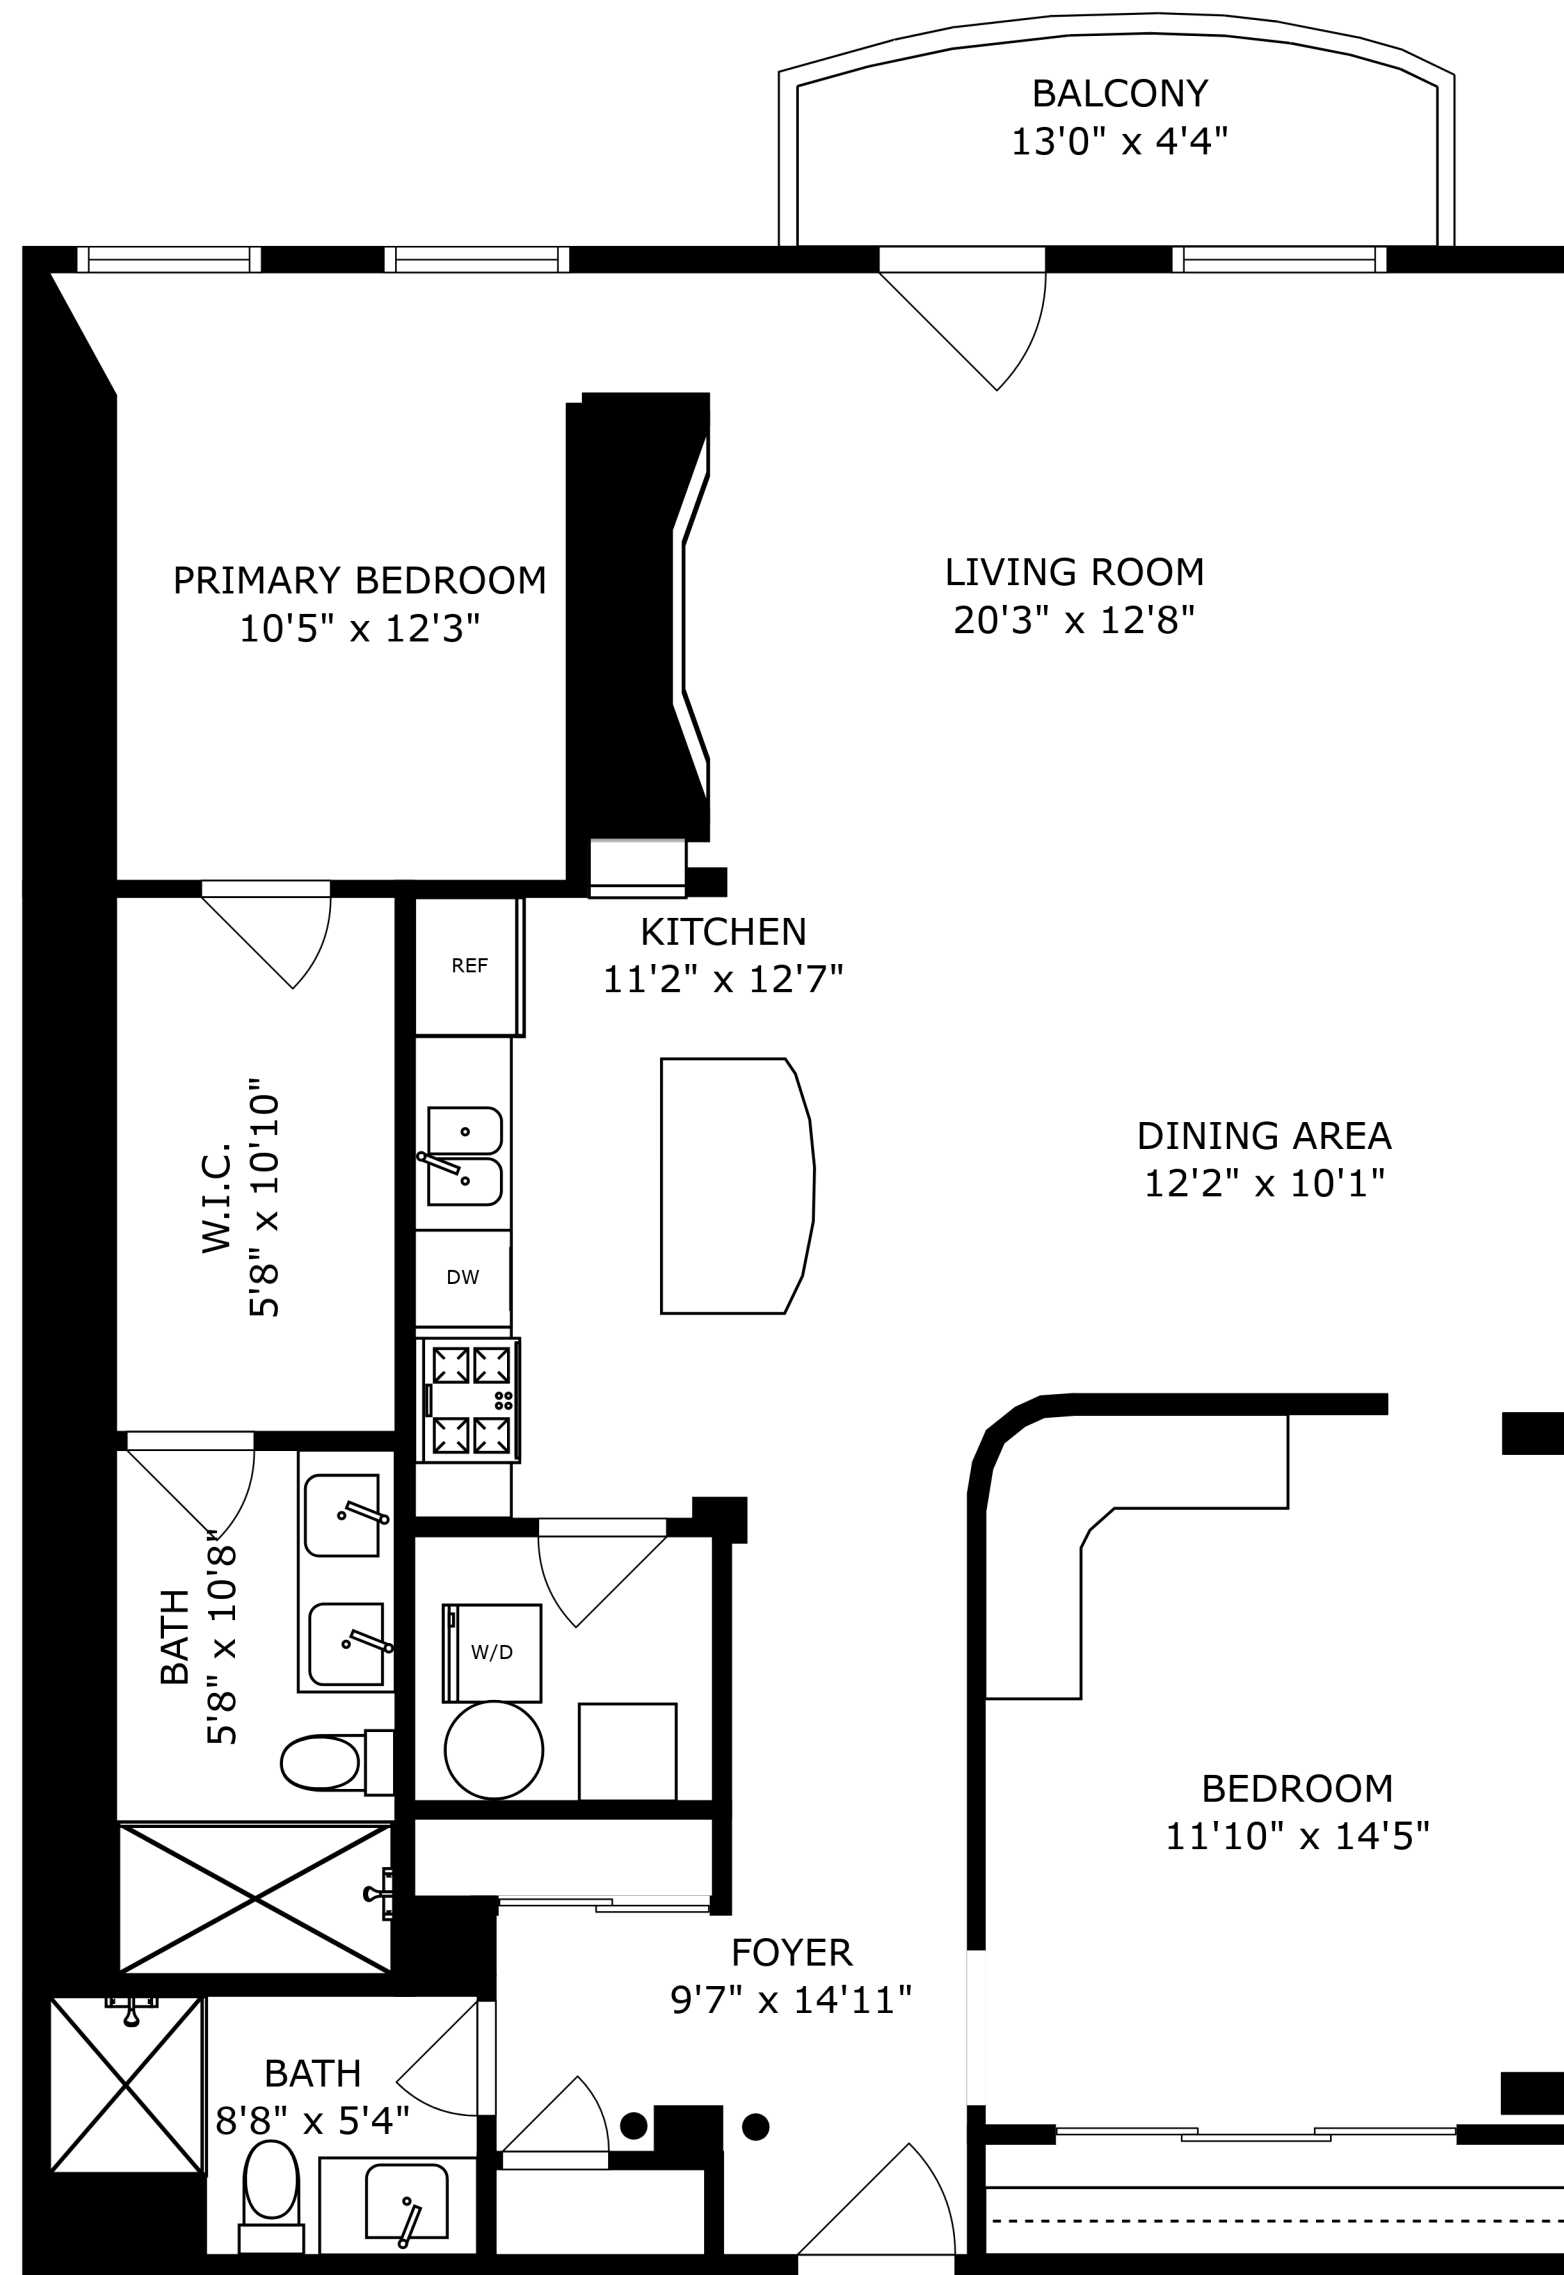 BALCONY
13'0" x 4'4"
PRIMARY BEDROOM
10'5" x 12'3"
LIVING ROOM
20'3" x 12'8"
KITCHEN
11'2" x 12'7"
REF
W.I.C.
5'8" x 10'10"
DINING AREA
12'2" x 10'1"
DW
BATH
5'8" x 10'8"
W/D
BEDROOM
11'10" x 14'5"
FOYER
9'7" x 14'11"
BATH
8'8" x 5'4"